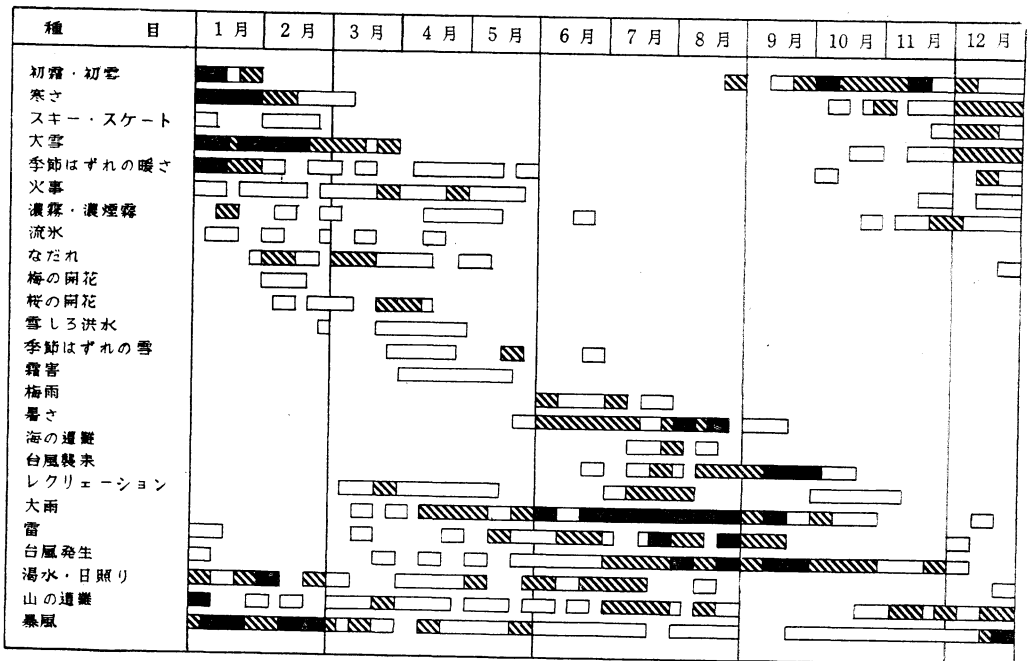 種 目 1月 2月 3月 4月 5月 6月 7月 8月 9月 10月 11月 12月
初霜・初雪
寒さ
スキー・スケート
大雪
季節はずれの暖さ
火事
濃霧・濃煙霧
流氷
なだれ
梅の開花
桜の開花
雪しろ洪水
季節はずれの雪
霜害
梅雨
暑さ
海の遭難
台風襲来
レクリェーション
大雨
雷
台風発生
渇水・日照り
山の遭難
暴風